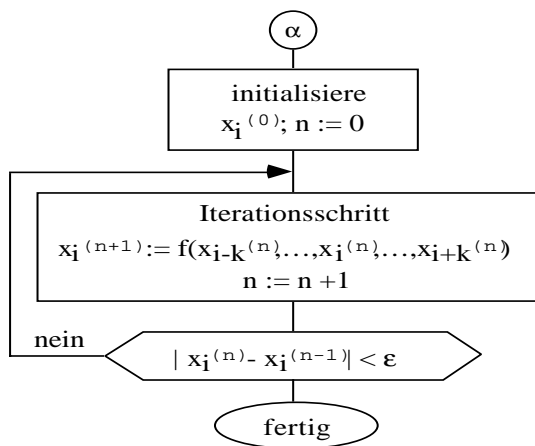 α
initialisiere
xᵢ⁽⁰⁾; n := 0
Iterationsschritt
xᵢ⁽ⁿ⁺¹⁾:= f(xᵢ₋ₖ⁽ⁿ⁾,…,xᵢ⁽ⁿ⁾,…,xᵢ₊ₖ⁽ⁿ⁾)
n := n +1
nein
| xᵢ⁽ⁿ⁾- xᵢ⁽ⁿ⁻¹⁾| < ε
fertig